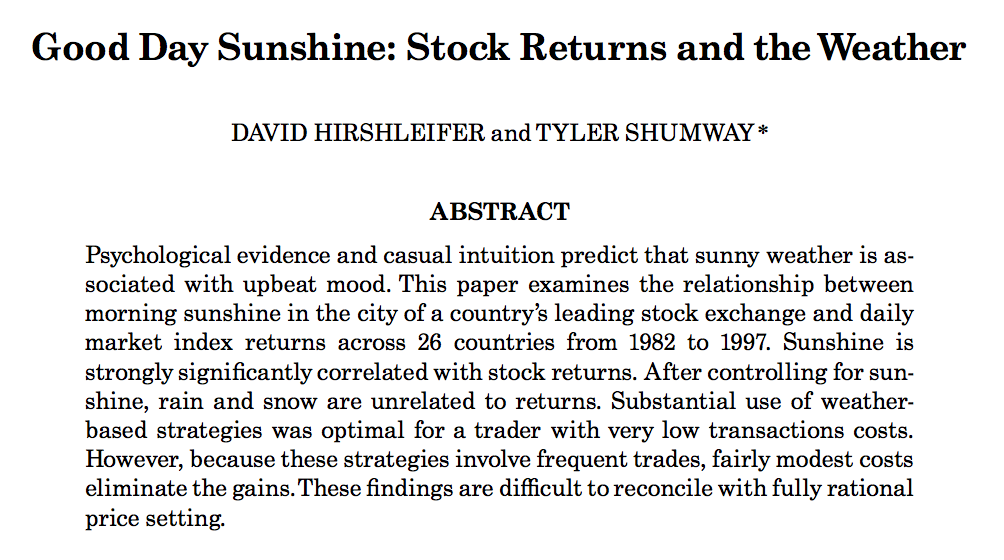 Good Day Sunshine: Stock Returns and the Weather
DAVID HIRSHLEIFER and TYLER SHUMWAY*
ABSTRACT
Psychological evidence and casual intuition predict that sunny weather is as-
sociated with upbeat mood. This paper examines the relationship between
morning sunshine in the city of a country's leading stock exchange and daily
market index returns across 26 countries from 1982 to 1997. Sunshine is
strongly significantly correlated with stock returns. After controlling for sun-
shine, rain and snow are unrelated to returns. Substantial use of weather-
based strategies was optimal for a trader with very low transactions costs.
However, because these strategies involve frequent trades, fairly modest costs
eliminate the gains. These findings are difficult to reconcile with fully rational
price setting.